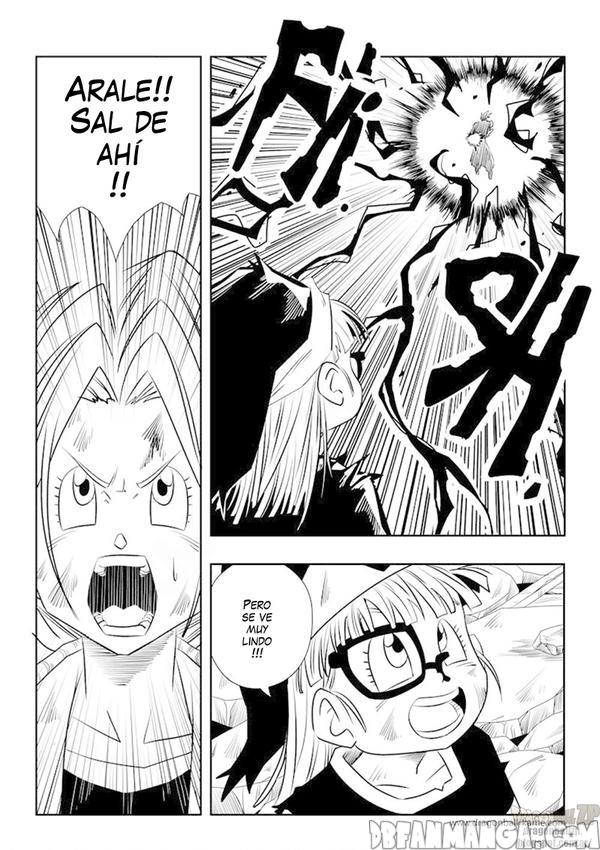 ARALE!!
SAL DE
AHÍ
!!
PERO
SE VE
MUY
LINDO
!!!
DBFANMANGA.COM